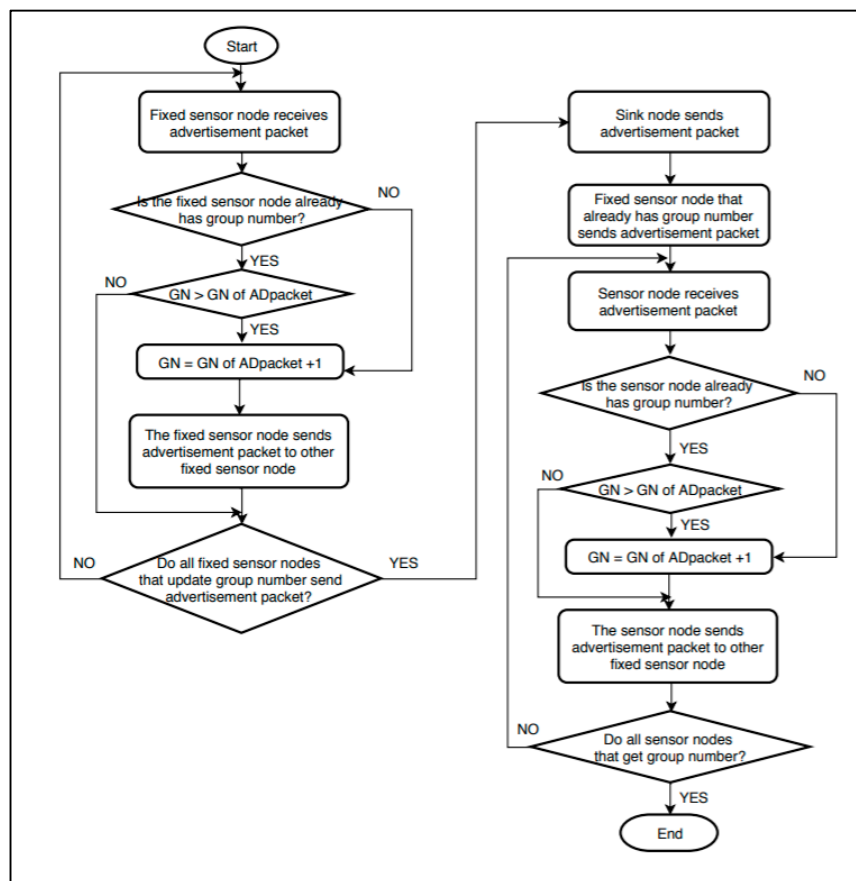 Start
Fixed sensor node receives
advertisement packet
Is the fixed sensor node already
has group number?
NO
YES
NO
GN > GN of ADpacket
YES
GN = GN of ADpacket +1
The fixed sensor node sends
advertisement packet to other
fixed sensor node
NO
Do all fixed sensor nodes
that update group number send
advertisement packet?
YES
Sink node sends
advertisement packet
Fixed sensor node that
already has group number
sends advertisement packet
Sensor node receives
advertisement packet
Is the sensor node already
has group number?
NO
YES
NO
GN > GN of ADpacket
YES
GN = GN of ADpacket +1
The sensor node sends
advertisement packet to other
fixed sensor node
NO
Do all sensor nodes
that get group number?
YES
End